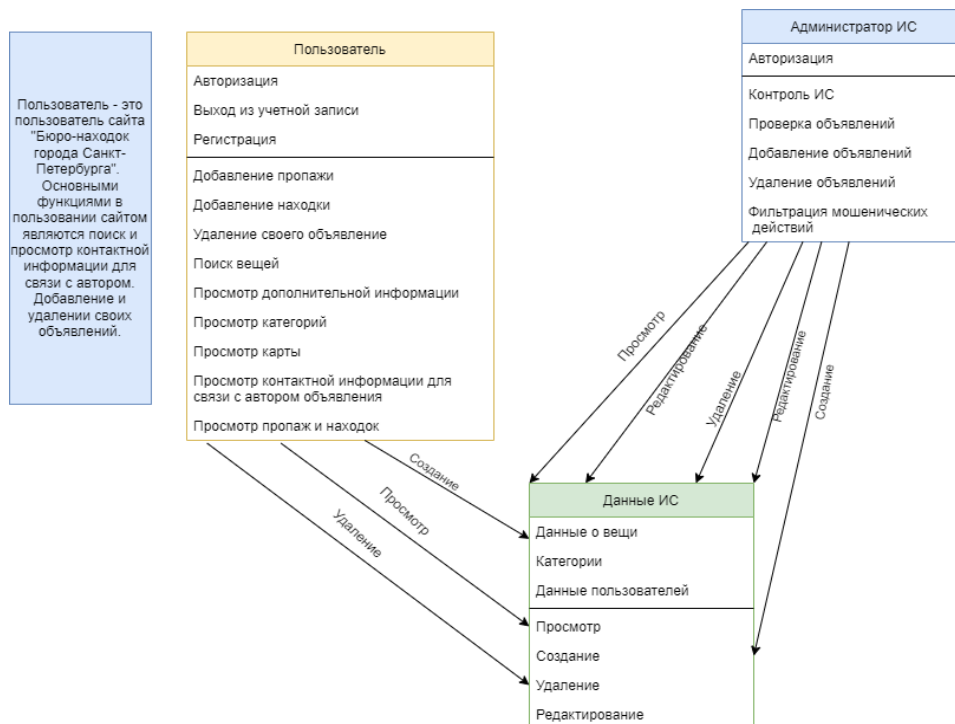 Пользователь - это
пользователь сайта
"Бюро-находок
города Санкт-
Петербурга".
Основными
функциями в
пользовании сайтом
являются поиск и
просмотр контактной
информации для
связи с автором.
Добавление и
удалении своих
объявлений.
Пользователь
Авторизация
Выход из учетной записи
Регистрация
Добавление пропажи
Добавление находки
Удаление своего объявление
Поиск вещей
Просмотр дополнительной информации
Просмотр категорий
Просмотр карты
Просмотр контактной информации для
связи с автором объявления
Просмотр пропаж и находок
Администратор ИС
Авторизация
Контроль ИС
Проверка объявлений
Добавление объявлений
Удаление объявлений
Фильтрация мошенических
действий
Просмотр
Редактирование
Удаление
Редактирование
Создание
Создание
Просмотр
Удаление
Данные ИС
Данные о вещи
Категории
Данные пользователей
Просмотр
Создание
Удаление
Редактирование